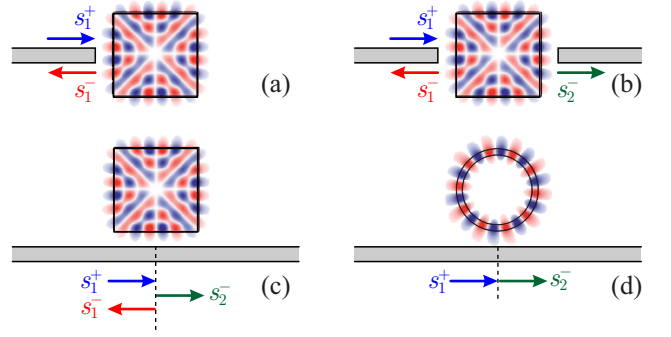 s₁⁺ s₁⁺
s₁⁻ (a) s₁⁻ s₂⁻ (b)
s₁⁺ (c) s₁⁺ s₂⁻ (d)
s₂⁻
s₁⁻